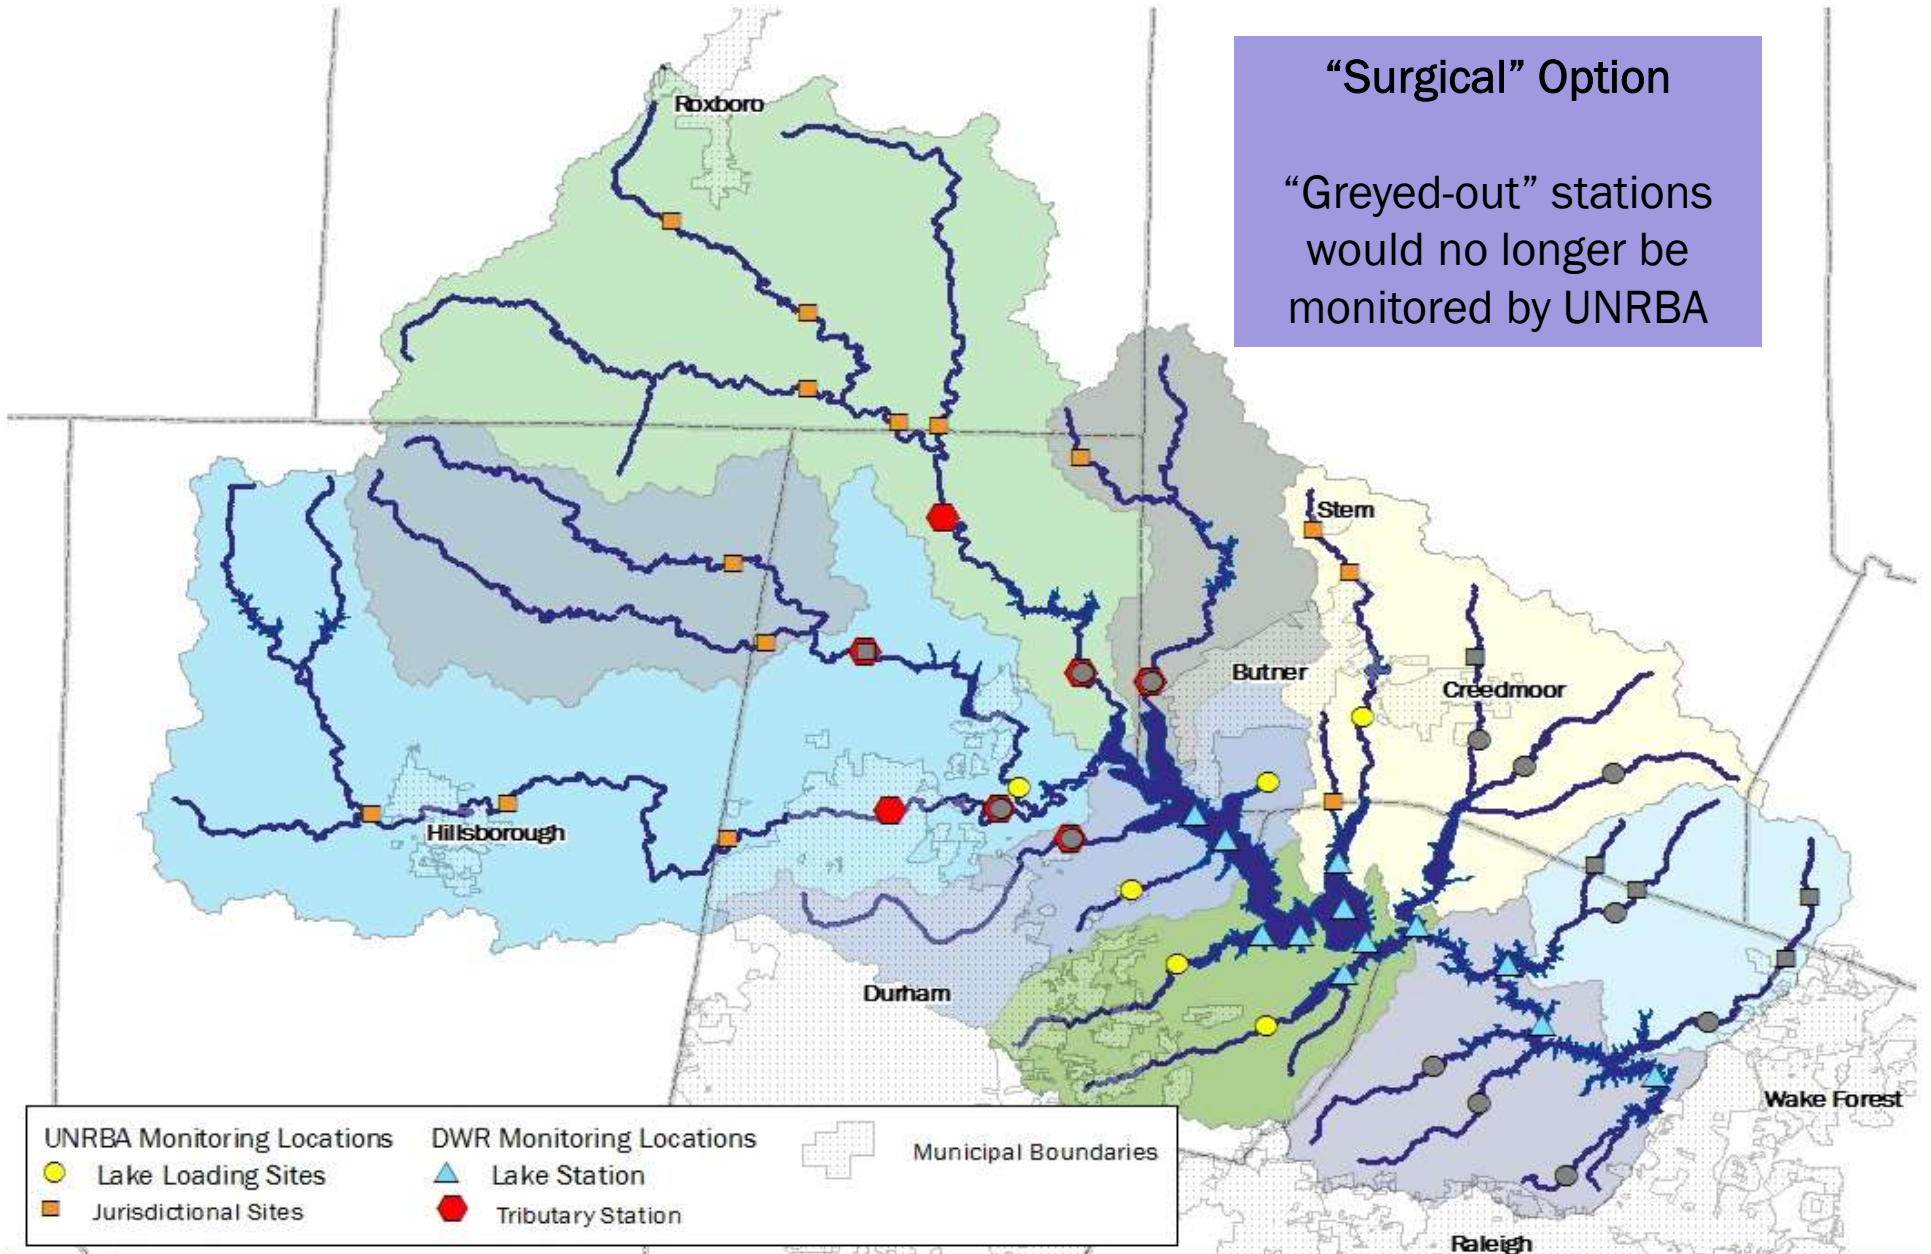 “Surgical” Option
“Greyed-out” stations
would no longer be
monitored by UNRBA
Roxboro
Stem
Butner
Creedmoor
Hillsborough
Durham
Wake Forest
Raleigh
UNRBA Monitoring Locations
Lake Loading Sites
Jurisdictional Sites
DWR Monitoring Locations
Lake Station
Tributary Station
Municipal Boundaries